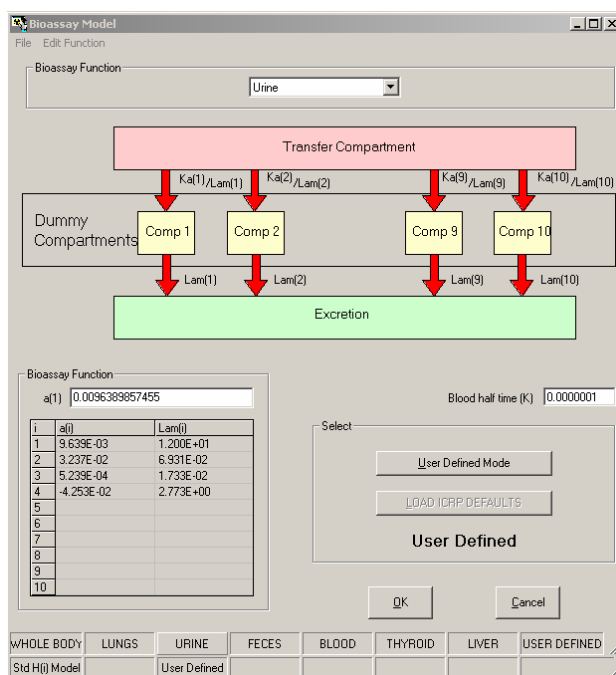 Bioassay Model
File Edit Function
Bioassay Function
Urine
Transfer Compartment
Ka(1)/Lam(1) Ka(2)/Lam(2) Ka(9)/Lam(9) Ka(10)/Lam(10)
Dummy Compartments
Comp 1 Comp 2 Comp 9 Comp 10
Lam(1) Lam(2) Lam(9) Lam(10)
Excretion
Bioassay Function
a(1) 0.0096389857455
i a(i) Lam(i)
1 9.639E-03 1.200E+01
2 3.237E-02 6.931E-02
3 5.239E-04 1.733E-02
4 -4.253E-02 2.773E+00
5
6
7
8
9
10
Blood half time (K) 0.0000001
Select
User Defined Mode
LOAD ICRP DEFAULTS
User Defined
OK Cancel
WHOLE BODY LUNGS URINE FECES BLOOD THYROID LIVER USER DEFINED
Std H(i) Model User Defined